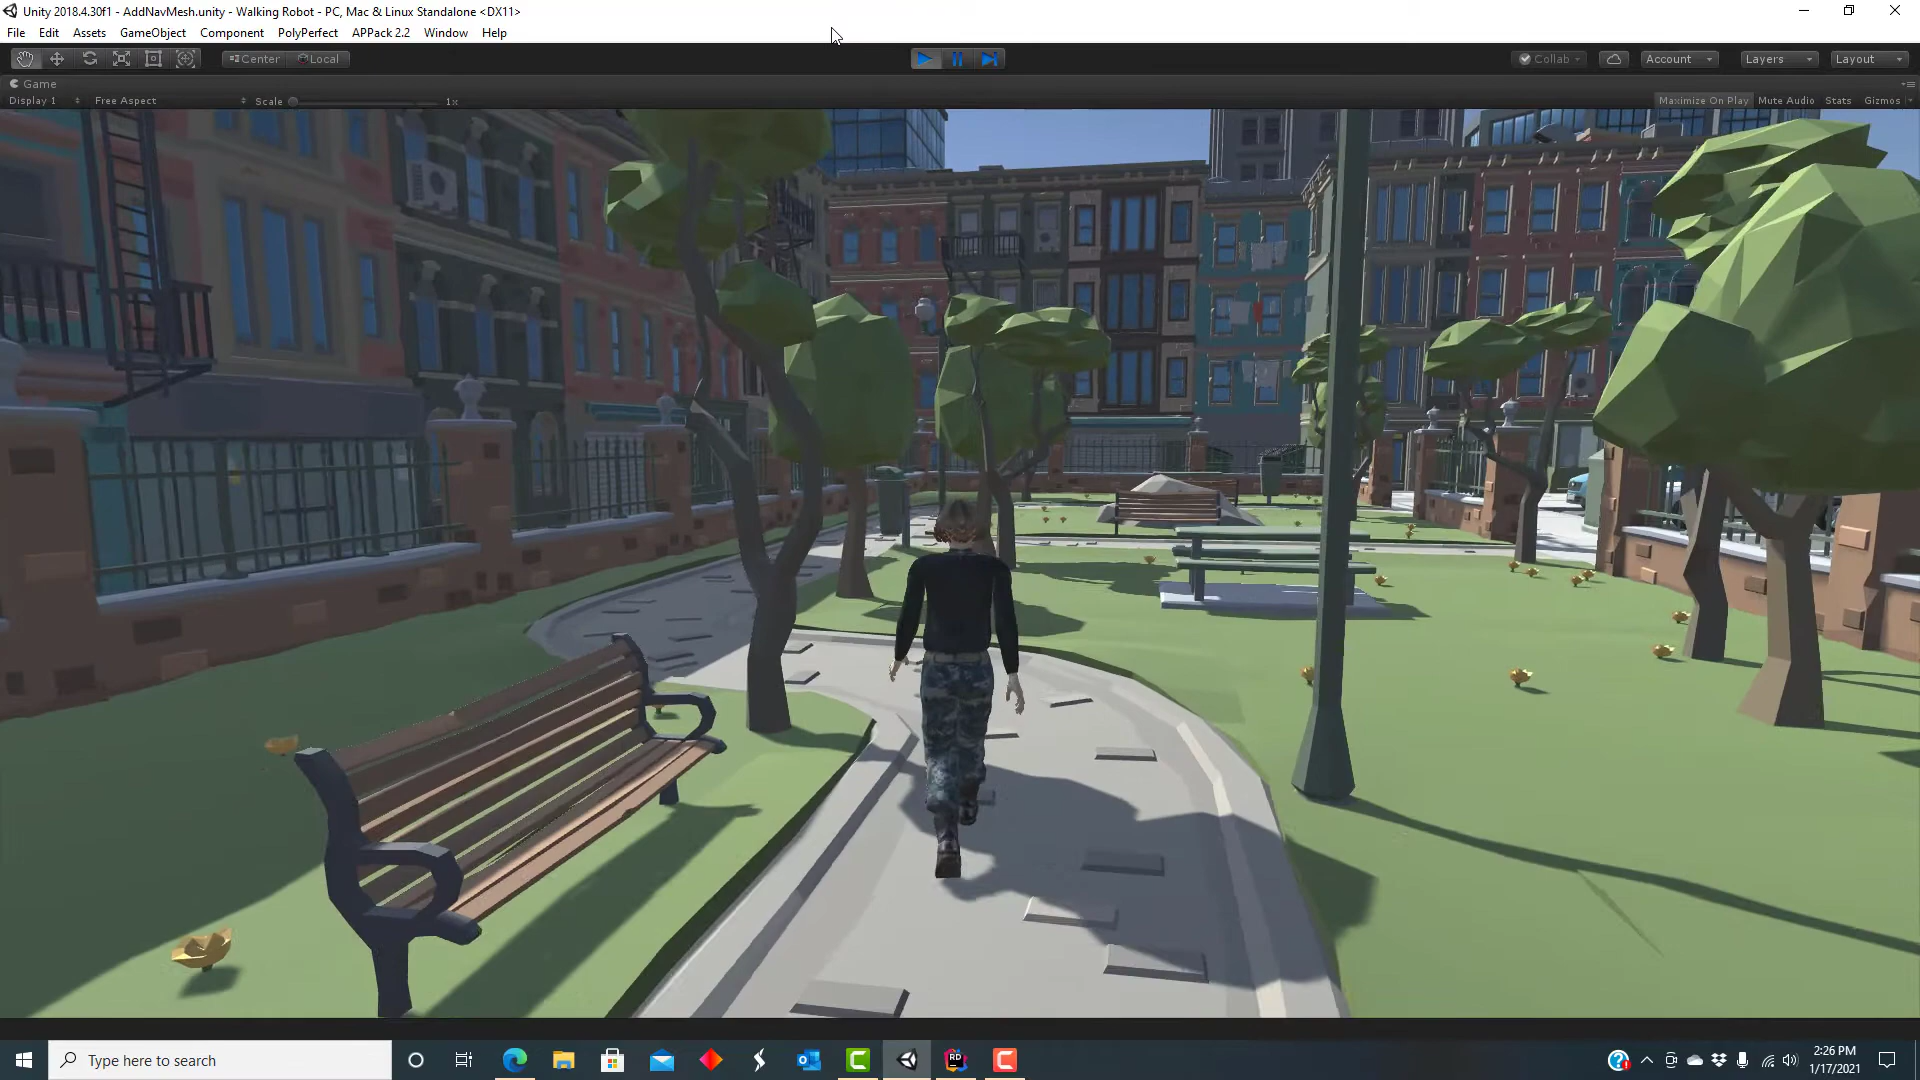 Unity 2018.4.30f1 - AddNavMesh.unity - Walking Robot - PC, Mac & Linux Standalone <DX11>
File Edit Assets GameObject Component PolyPerfect APPack 2.2 Window Help
Center Local Collab Account Layers Layout
Game
Display 1 Free Aspect Scale 1x Maximize On Play Mute Audio Stats Gizmos
Type here to search
RD
2:26 PM
1/17/2021